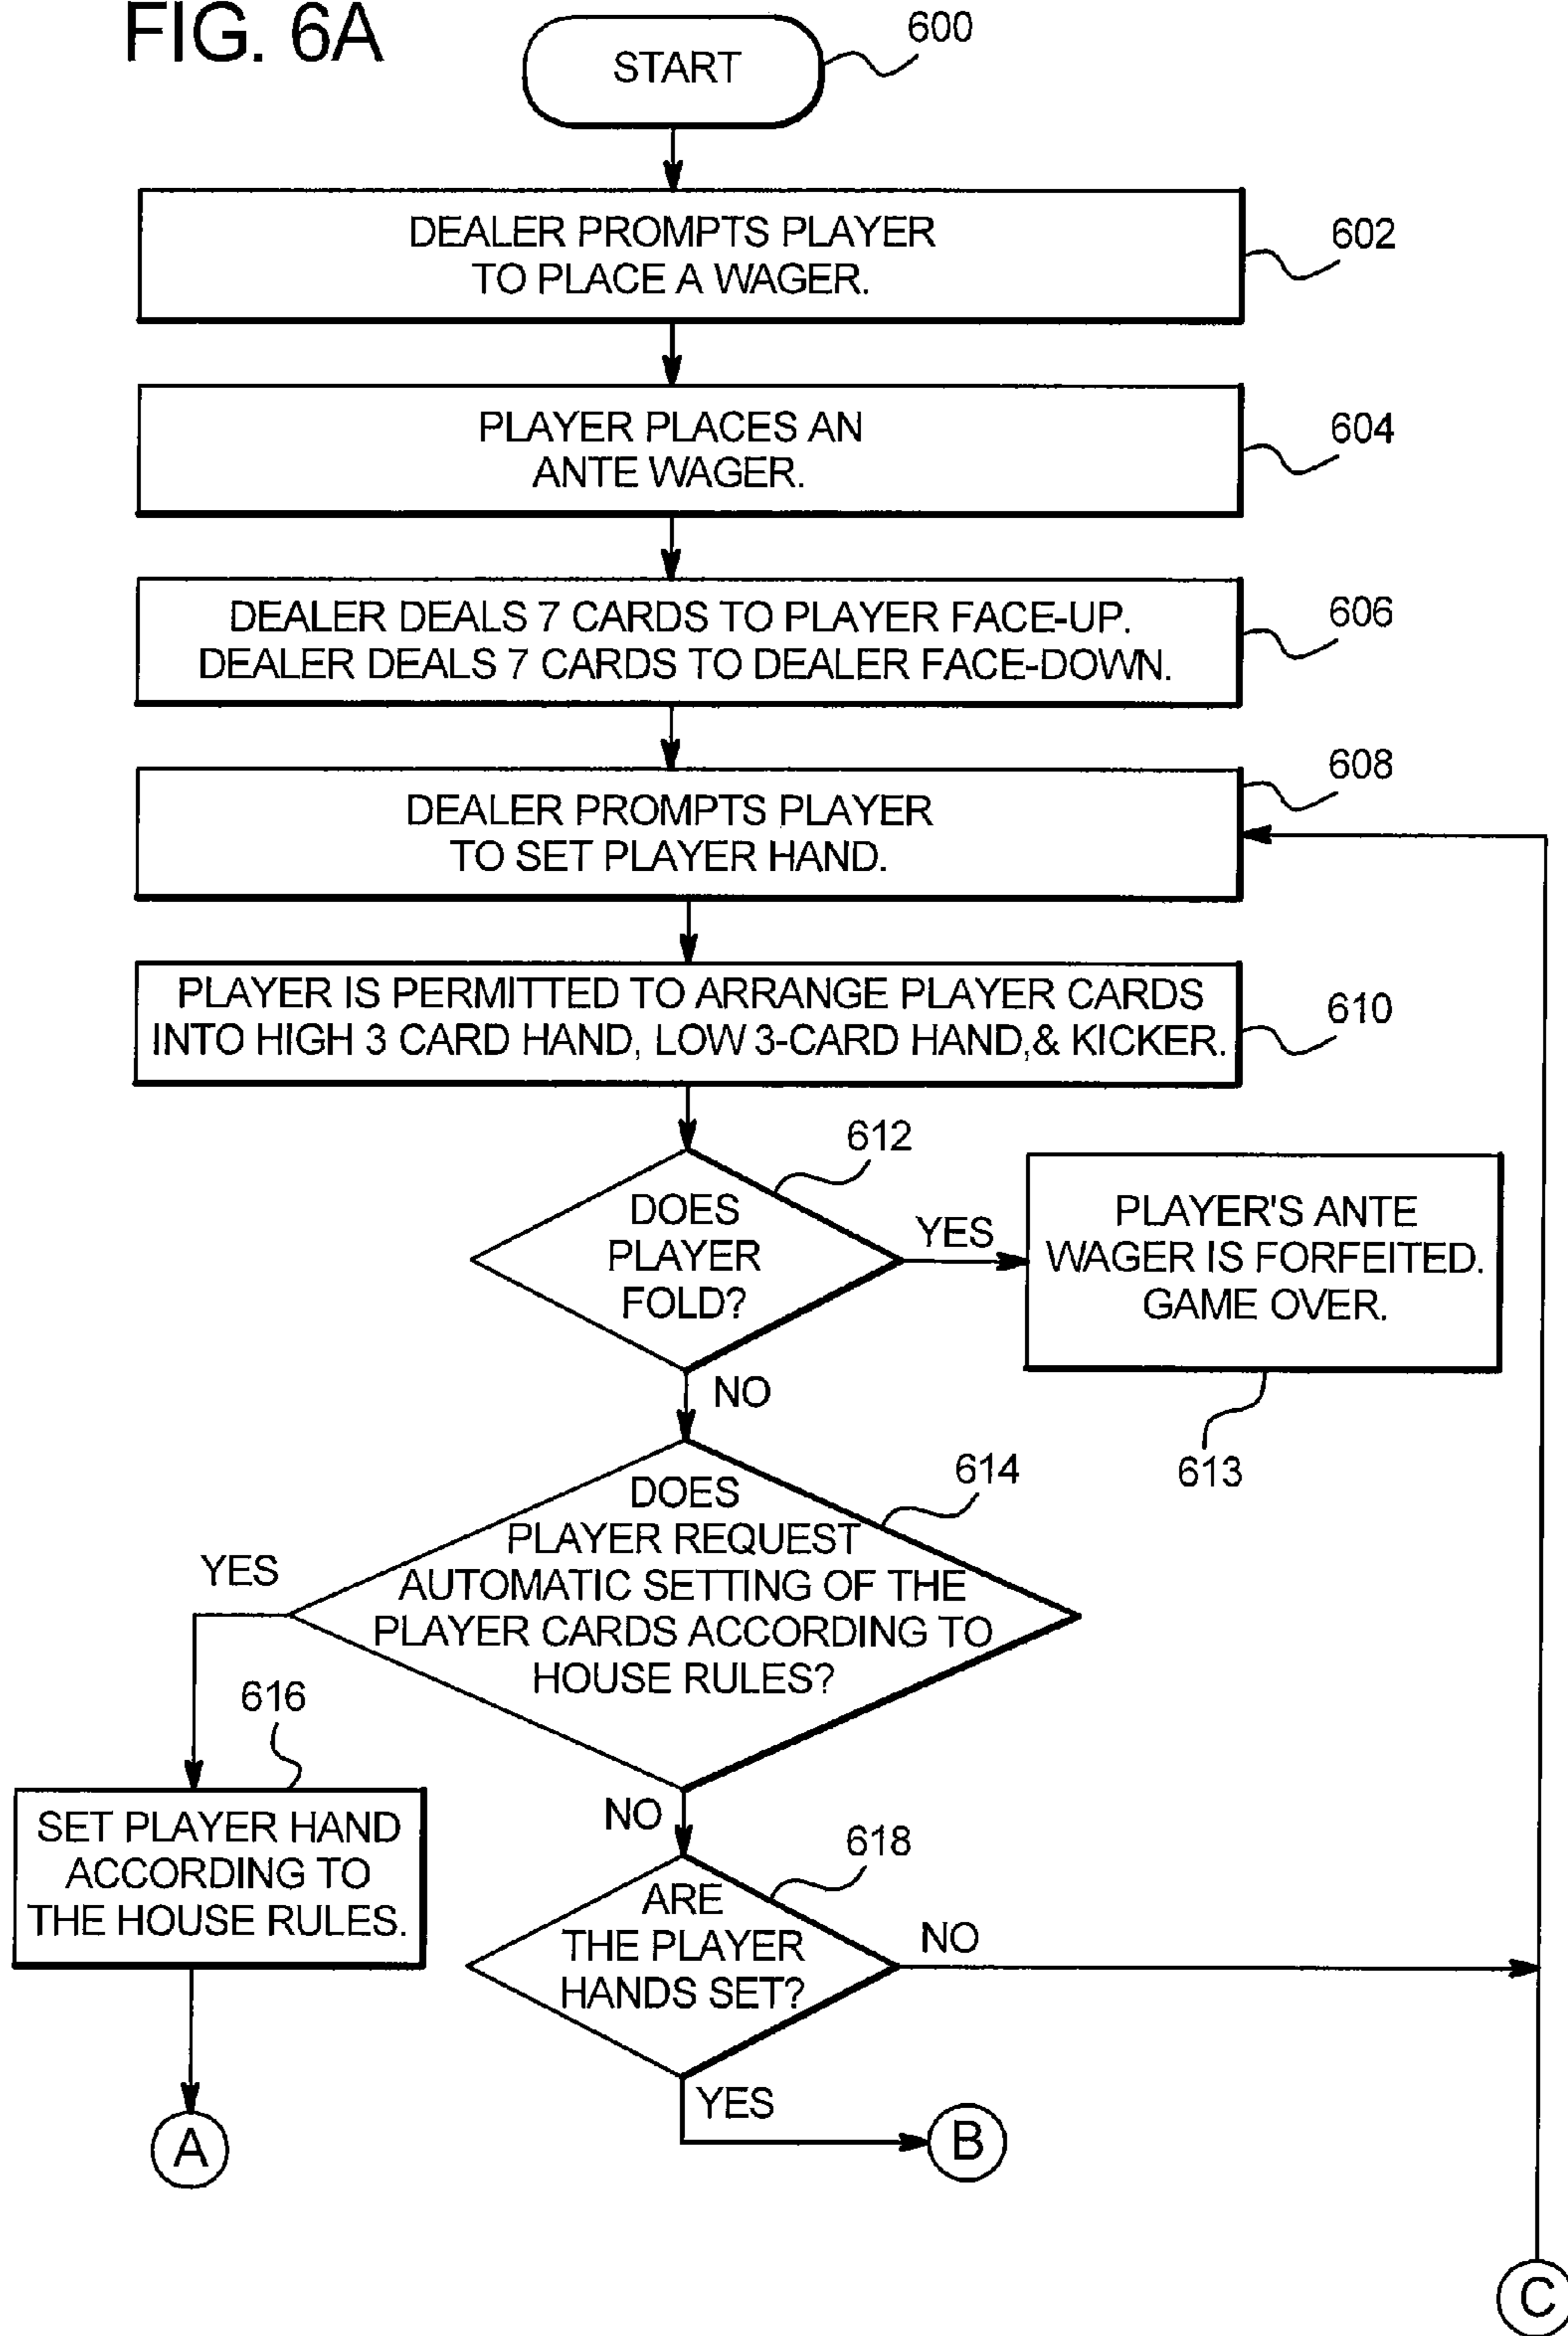 FIG. 6A
START
600
DEALER PROMPTS PLAYER
TO PLACE A WAGER.
602
PLAYER PLACES AN
ANTE WAGER.
604
DEALER DEALS 7 CARDS TO PLAYER FACE-UP.
DEALER DEALS 7 CARDS TO DEALER FACE-DOWN.
606
DEALER PROMPTS PLAYER
TO SET PLAYER HAND.
608
PLAYER IS PERMITTED TO ARRANGE PLAYER CARDS
INTO HIGH 3 CARD HAND, LOW 3-CARD HAND,& KICKER.
610
DOES
PLAYER
FOLD?
612
YES
PLAYER'S ANTE
WAGER IS FORFEITED.
GAME OVER.
613
NO
DOES
PLAYER REQUEST
AUTOMATIC SETTING OF THE
PLAYER CARDS ACCORDING TO
HOUSE RULES?
614
YES
616
SET PLAYER HAND
ACCORDING TO
THE HOUSE RULES.
NO
618
ARE
THE PLAYER
HANDS SET?
NO
YES
A
B
C